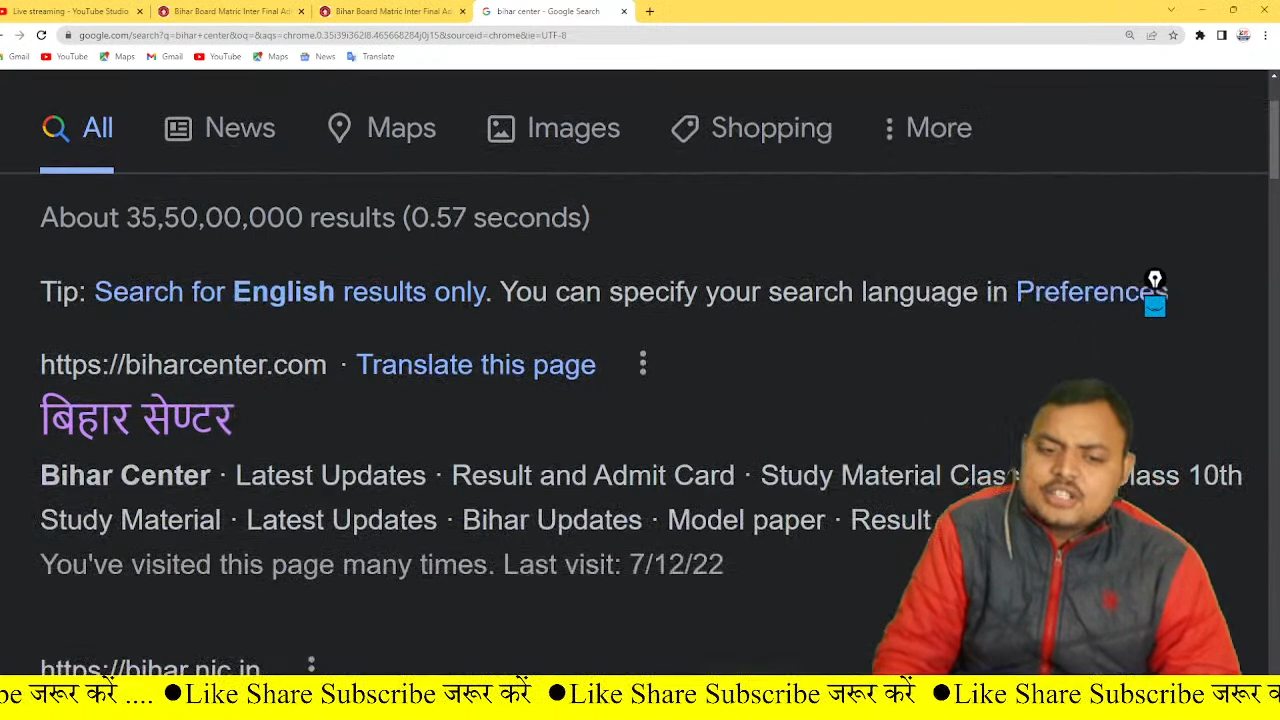 Live streaming - YouTube Studio
Bihar Board Matric Inter Final Ad
Bihar Board Matric Inter Final Ad
bihar center - Google Search
google.com/search?q=bihar+center&oq=&aqs=chrome.0.35i39i362l8.465668284j0j15&sourceid=chrome&ie=UTF-8
Gmail YouTube Maps Gmail YouTube Maps News Translate
All News Maps Images Shopping More
About 35,50,00,000 results (0.57 seconds)
Tip: Search for English results only. You can specify your search language in Preferences
https://biharcenter.com · Translate this page
बिहार सेण्टर
Bihar Center · Latest Updates · Result and Admit Card · Study Material Class 10th
Study Material · Latest Updates · Bihar Updates · Model paper · Result
You've visited this page many times. Last visit: 7/12/22
https://bihar.nic.in
be जरूर करें .... ●Like Share Subscribe जरूर करें ●Like Share Subscribe जरूर करें ●Like Share Subscribe जरूर क